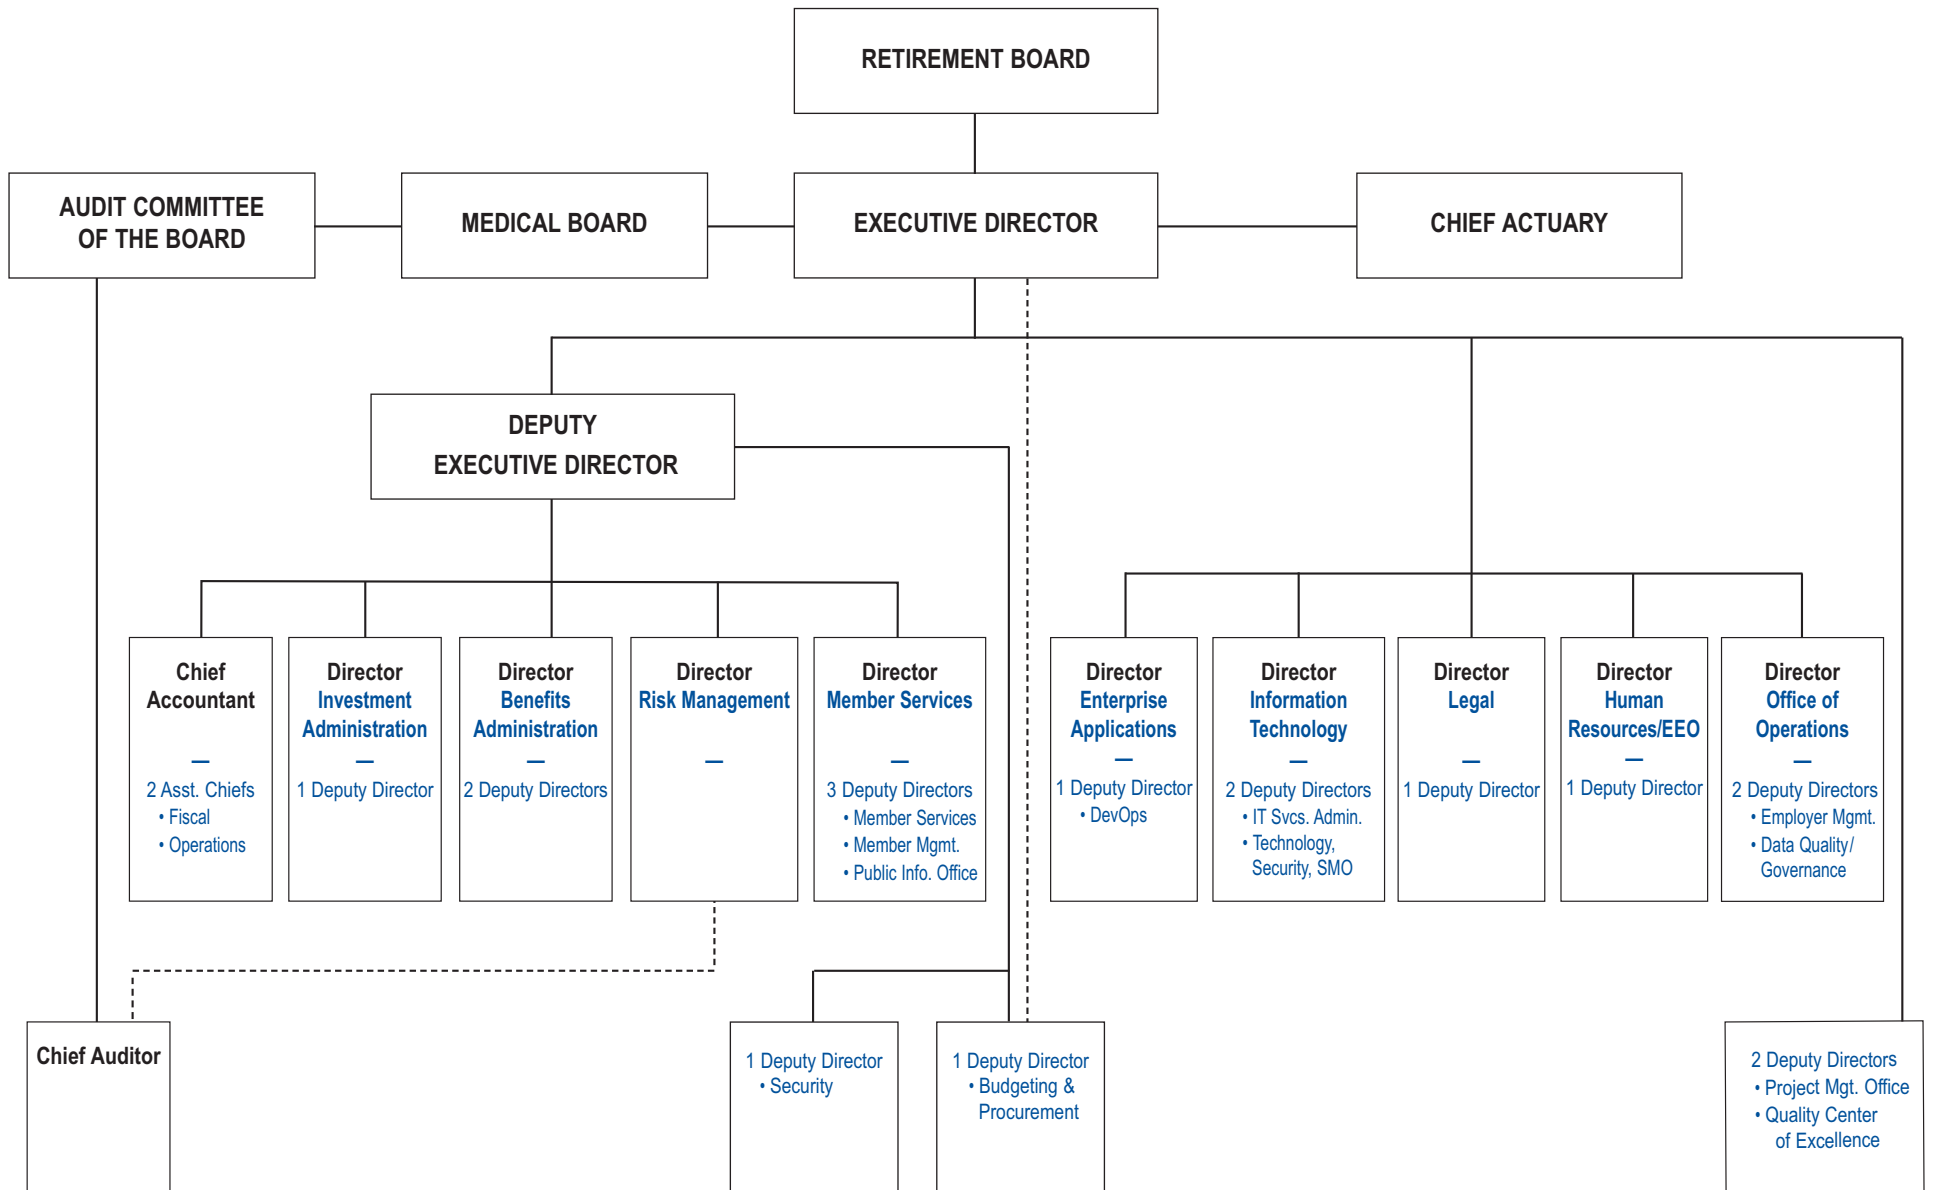 RETIREMENT BOARD
AUDIT COMMITTEE
OF THE BOARD
MEDICAL BOARD
EXECUTIVE DIRECTOR
CHIEF ACTUARY
DEPUTY
EXECUTIVE DIRECTOR
Chief
Accountant
—
2 Asst. Chiefs
• Fiscal
• Operations
Director
Investment
Administration
—
1 Deputy Director
Director
Benefits
Administration
—
2 Deputy Directors
Director
Risk Management
—
Director
Member Services
—
3 Deputy Directors
• Member Services
• Member Mgmt.
• Public Info. Office
Director
Enterprise
Applications
—
1 Deputy Director
• DevOps
Director
Information
Technology
—
2 Deputy Directors
• IT Svcs. Admin.
• Technology,
Security, SMO
Director
Legal
—
1 Deputy Director
Director
Human
Resources/EEO
—
1 Deputy Director
Director
Office of
Operations
—
2 Deputy Directors
• Employer Mgmt.
• Data Quality/
Governance
Chief Auditor
1 Deputy Director
• Security
1 Deputy Director
• Budgeting &
Procurement
2 Deputy Directors
• Project Mgt. Office
• Quality Center
of Excellence